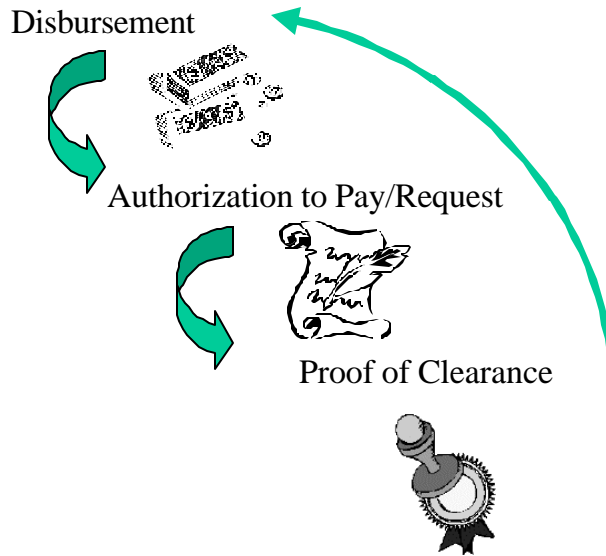 Disbursement
Authorization to Pay/Request
Proof of Clearance